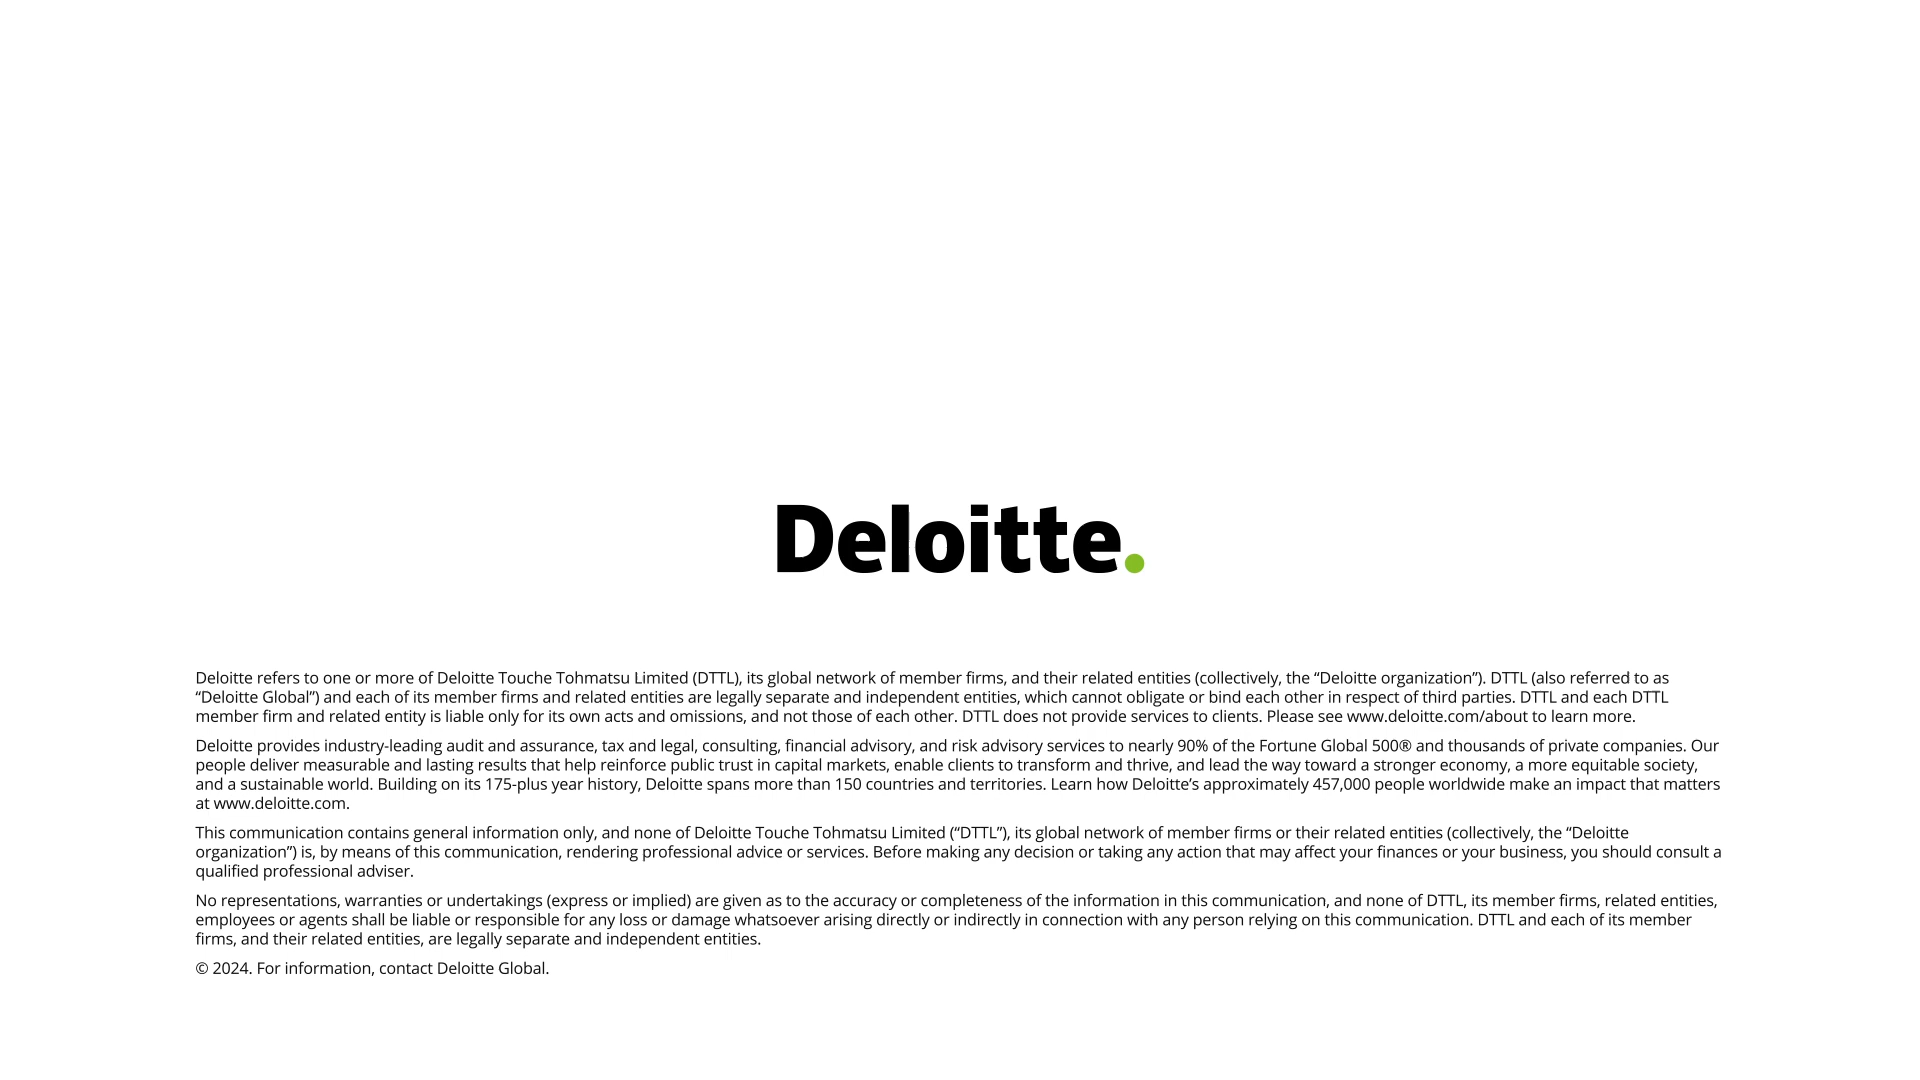 Deloitte.
Deloitte refers to one or more of Deloitte Touche Tohmatsu Limited (DTTL), its global network of member firms, and their related entities (collectively, the “Deloitte organization”). DTTL (also referred to as
“Deloitte Global”) and each of its member firms and related entities are legally separate and independent entities, which cannot obligate or bind each other in respect of third parties. DTTL and each DTTL
member firm and related entity is liable only for its own acts and omissions, and not those of each other. DTTL does not provide services to clients. Please see www.deloitte.com/about to learn more.
Deloitte provides industry-leading audit and assurance, tax and legal, consulting, financial advisory, and risk advisory services to nearly 90% of the Fortune Global 500® and thousands of private companies. Our
people deliver measurable and lasting results that help reinforce public trust in capital markets, enable clients to transform and thrive, and lead the way toward a stronger economy, a more equitable society,
and a sustainable world. Building on its 175-plus year history, Deloitte spans more than 150 countries and territories. Learn how Deloitte’s approximately 457,000 people worldwide make an impact that matters
at www.deloitte.com.
This communication contains general information only, and none of Deloitte Touche Tohmatsu Limited (“DTTL”), its global network of member firms or their related entities (collectively, the “Deloitte
organization”) is, by means of this communication, rendering professional advice or services. Before making any decision or taking any action that may affect your finances or your business, you should consult a
qualified professional adviser.
No representations, warranties or undertakings (express or implied) are given as to the accuracy or completeness of the information in this communication, and none of DTTL, its member firms, related entities,
employees or agents shall be liable or responsible for any loss or damage whatsoever arising directly or indirectly in connection with any person relying on this communication. DTTL and each of its member
firms, and their related entities, are legally separate and independent entities.
© 2024. For information, contact Deloitte Global.